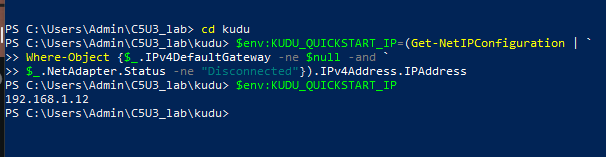 PS C:\Users\Admin\C5U3_lab> cd kudu
PS C:\Users\Admin\C5U3_lab\kudu> $env:KUDU_QUICKSTART_IP=(Get-NetIPConfiguration | `
>> Where-Object {$_.IPv4DefaultGateway -ne $null -and `
>> $_.NetAdapter.Status -ne "Disconnected"}).IPv4Address.IPAddress
PS C:\Users\Admin\C5U3_lab\kudu> $env:KUDU_QUICKSTART_IP
192.168.1.12
PS C:\Users\Admin\C5U3_lab\kudu>